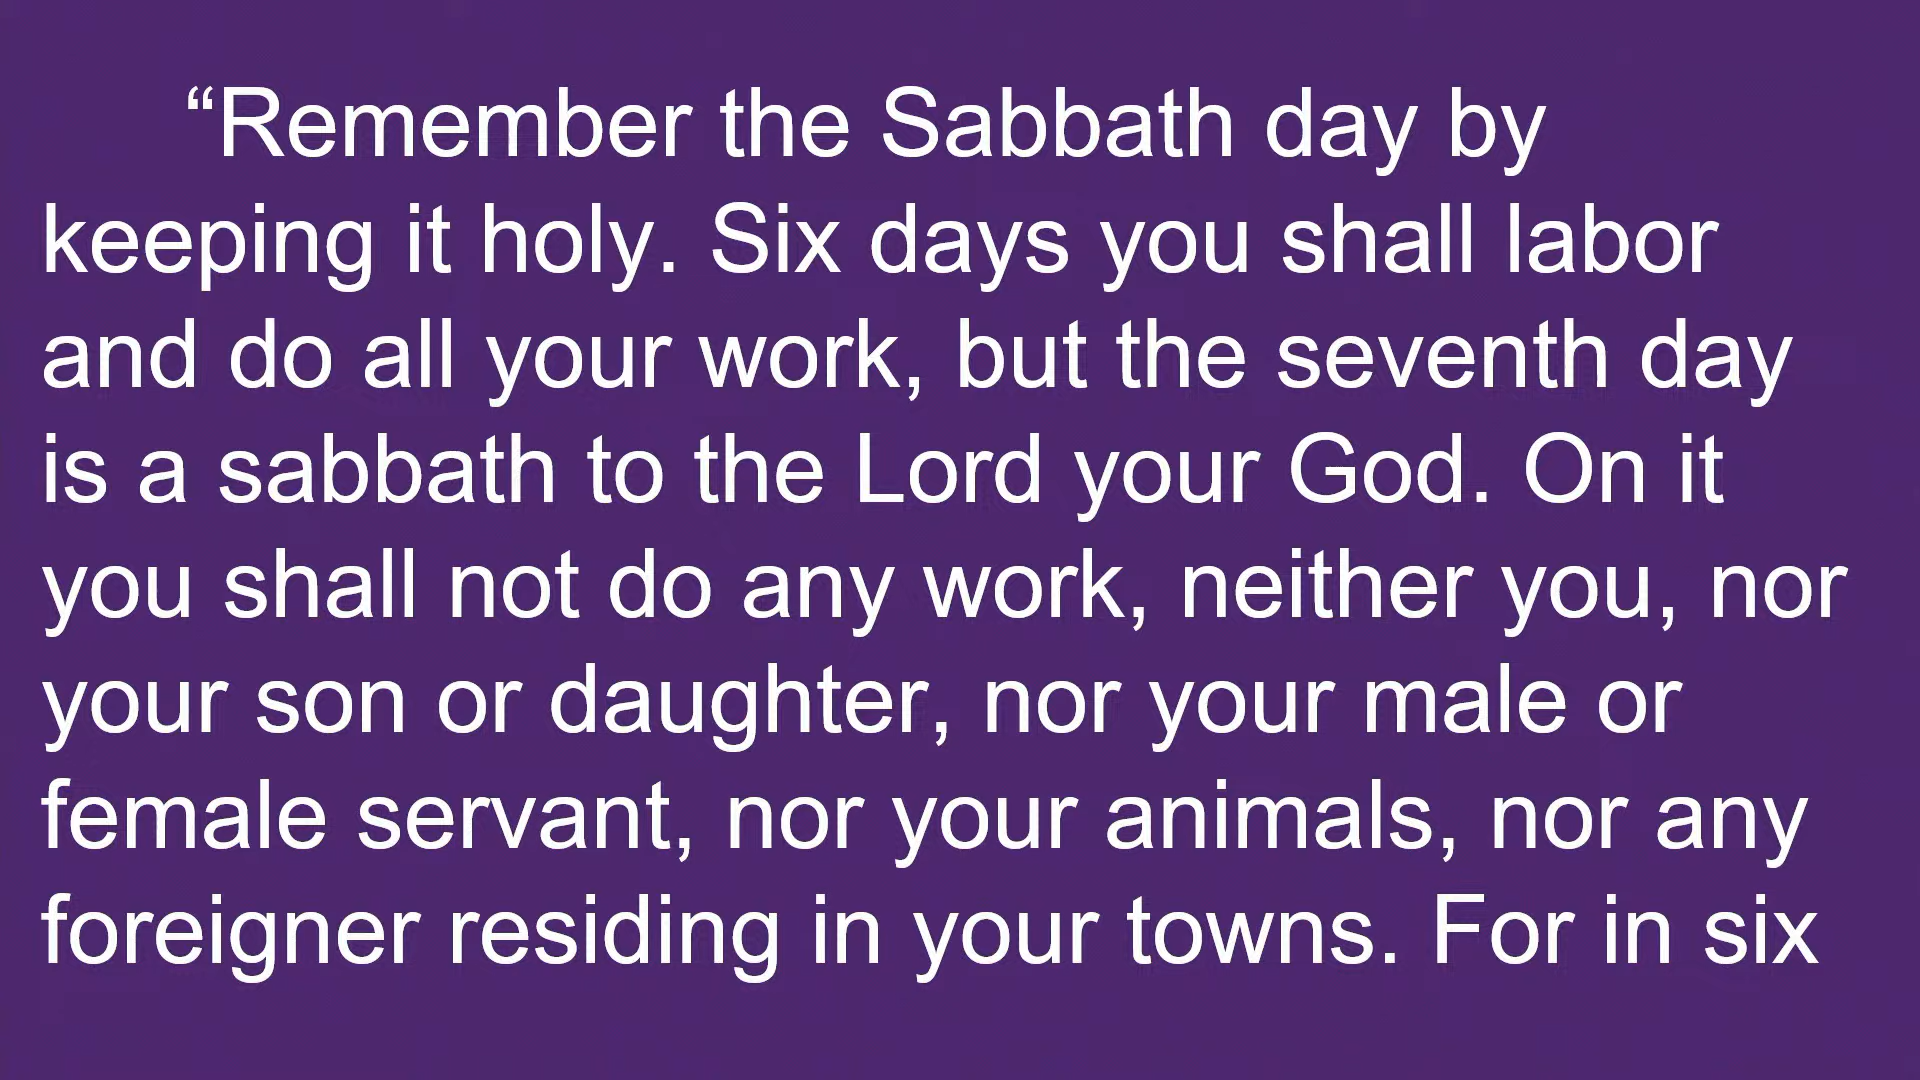 “Remember the Sabbath day by
keeping it holy. Six days you shall labor
and do all your work, but the seventh day
is a sabbath to the Lord your God. On it
you shall not do any work, neither you, nor
your son or daughter, nor your male or
female servant, nor your animals, nor any
foreigner residing in your towns. For in six